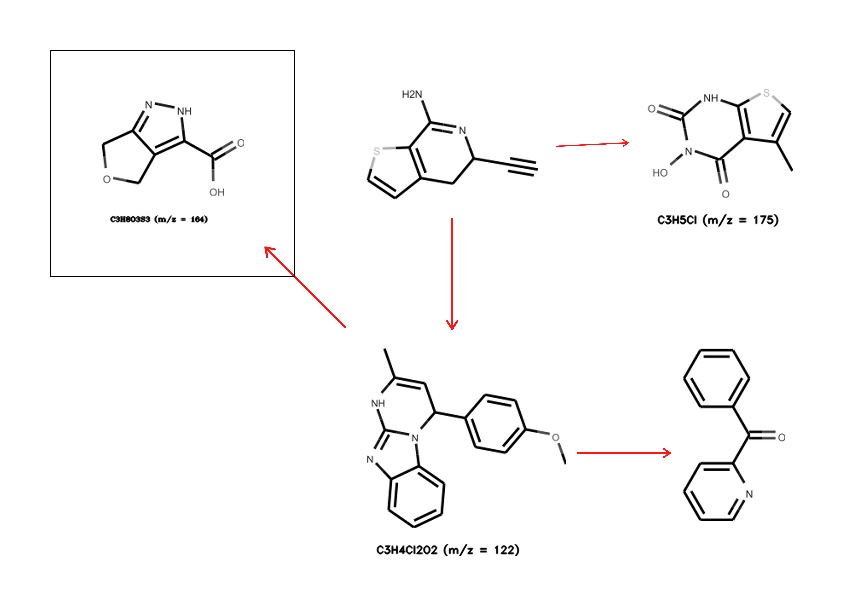 N
NH
O
O
OH
C3H8O3S3 (m/z = 164)
H2N
N
S
O
NH
S
N
HO
O
C3H5Cl (m/z = 175)
NH
N
N
O
C3H4Cl2O2 (m/z = 122)
O
N